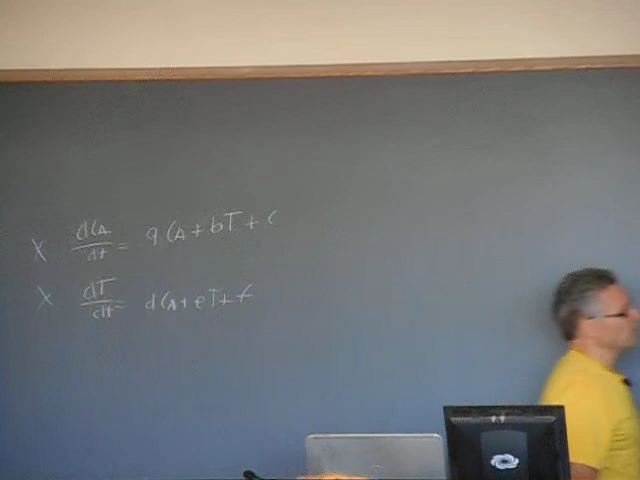 X dCA/dt = aCA + bT + c
X dT/dt = dCA + eT + f